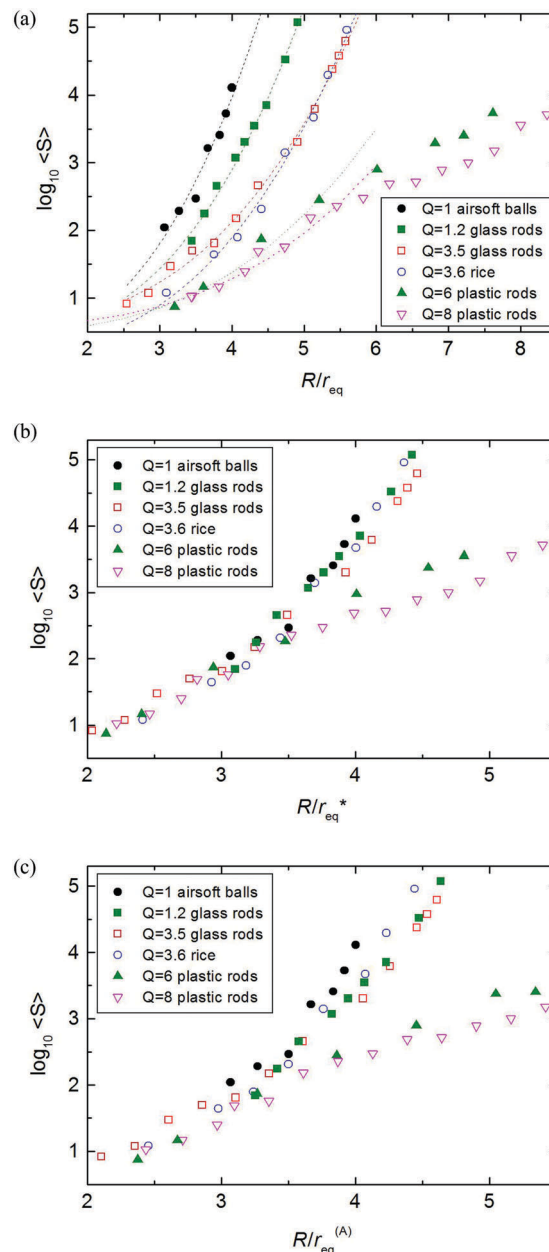 (a)
5
4
3
2
1
0
log₁₀ <S>
Q=1 airsoft balls
Q=1.2 glass rods
Q=3.5 glass rods
Q=3.6 rice
Q=6 plastic rods
Q=8 plastic rods
2 3 4 5 6 7 8
R/r_eq
(b)
5
4
3
2
1
log₁₀ <S>
Q=1 airsoft balls
Q=1.2 glass rods
Q=3.5 glass rods
Q=3.6 rice
Q=6 plastic rods
Q=8 plastic rods
2 3 4 5
R/r_eq*
(c)
5
4
3
2
1
log₁₀ <S>
Q=1 airsoft balls
Q=1.2 glass rods
Q=3.5 glass rods
Q=3.6 rice
Q=6 plastic rods
Q=8 plastic rods
2 3 4 5
R/r_eq^(A)